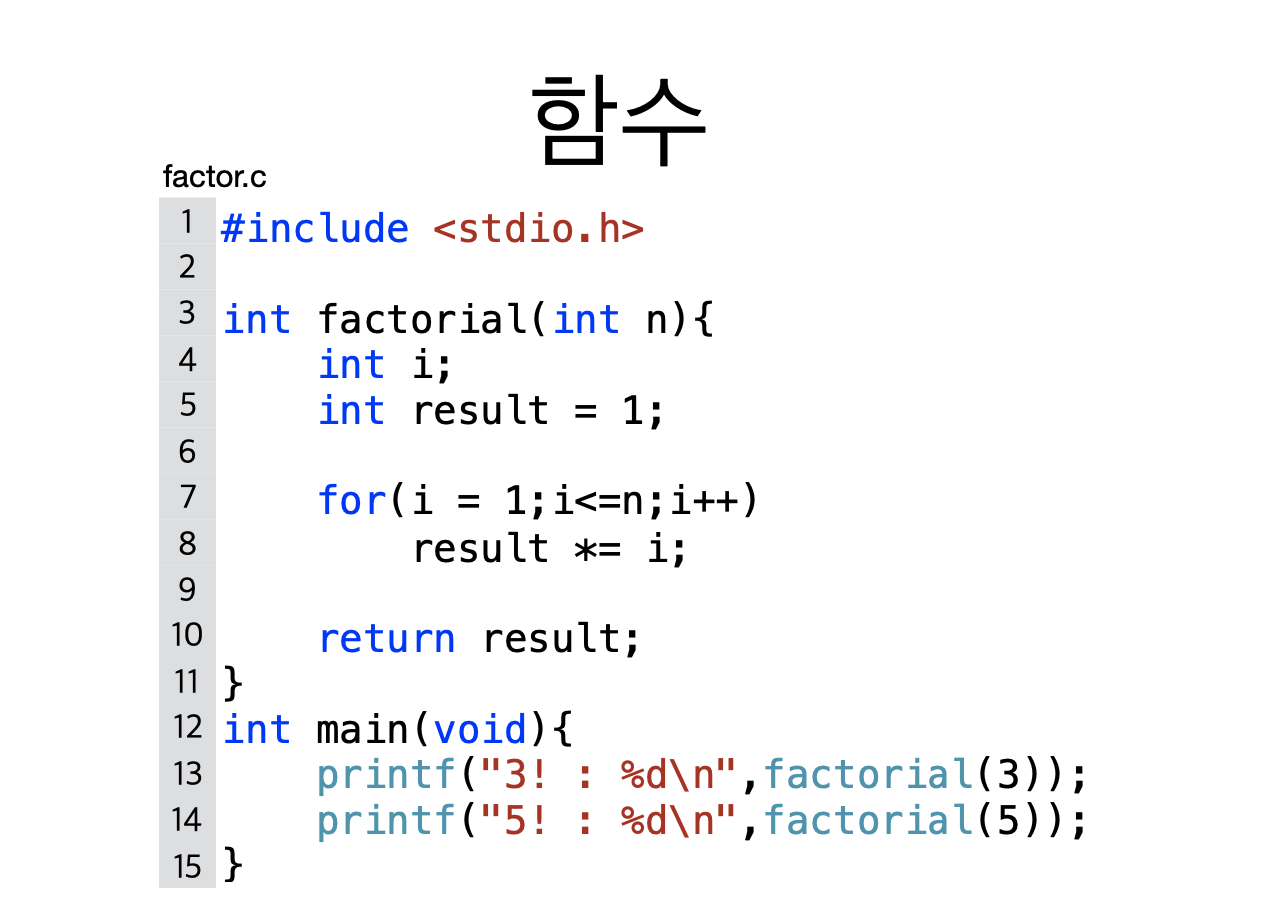 함수
factor.c
1 #include <stdio.h>
2
3 int factorial(int n){
4     int i;
5     int result = 1;
6
7     for(i = 1;i<=n;i++)
8         result *= i;
9
10     return result;
11 }
12 int main(void){
13     printf("3! : %d\n",factorial(3));
14     printf("5! : %d\n",factorial(5));
15 }